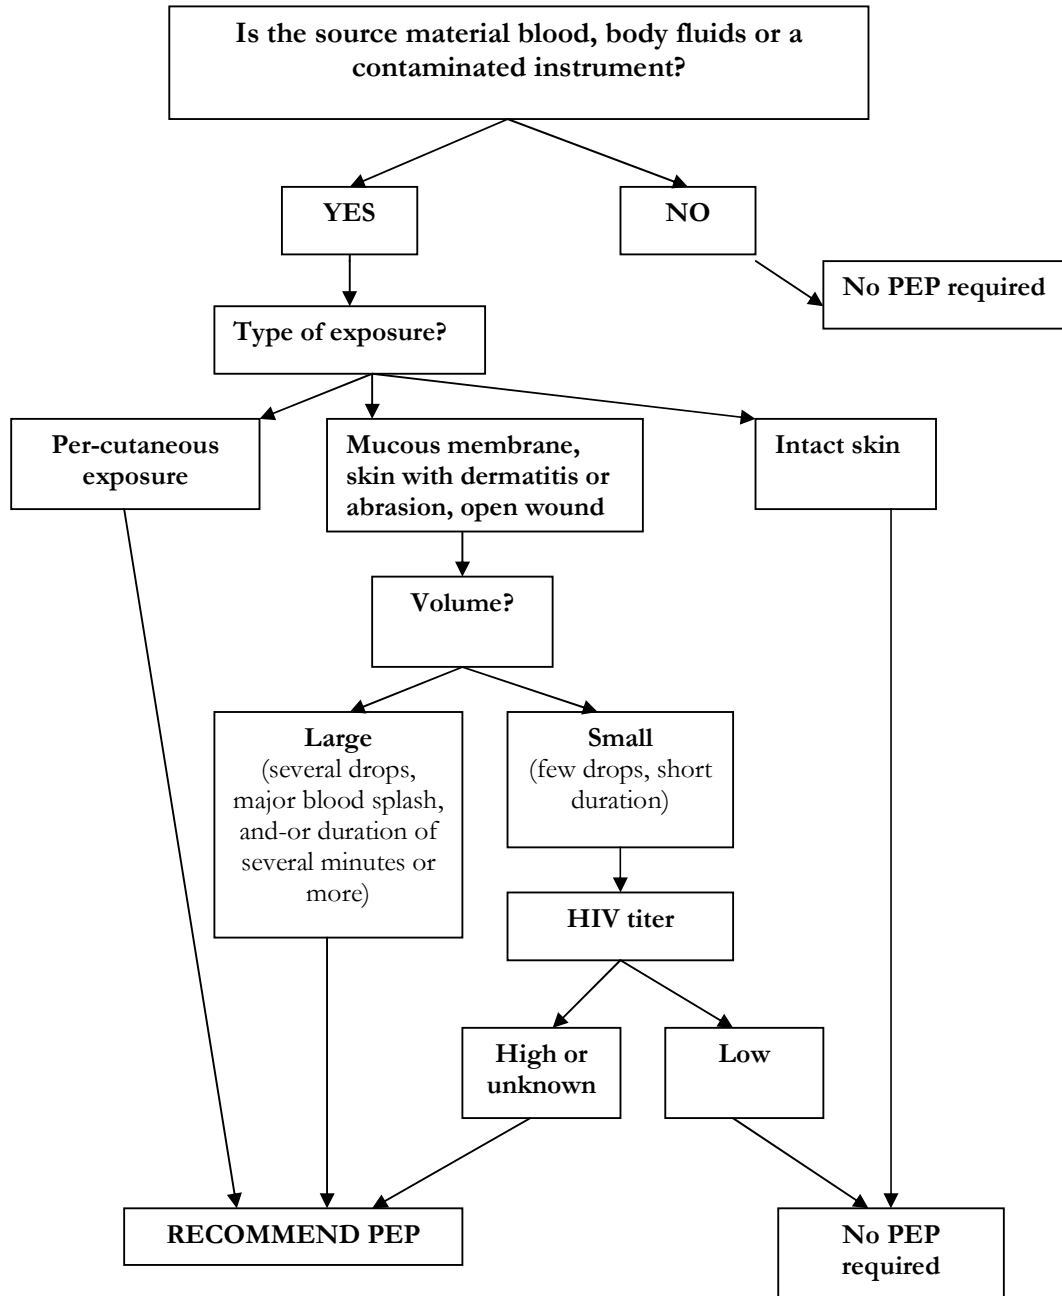 Is the source material blood, body fluids or a
contaminated instrument?
YES
NO
No PEP required
Type of exposure?
Per-cutaneous
exposure
Mucous membrane,
skin with dermatitis or
abrasion, open wound
Intact skin
Volume?
Large
(several drops,
major blood splash,
and-or duration of
several minutes or
more)
Small
(few drops, short
duration)
HIV titer
High or
unknown
Low
RECOMMEND PEP
No PEP
required